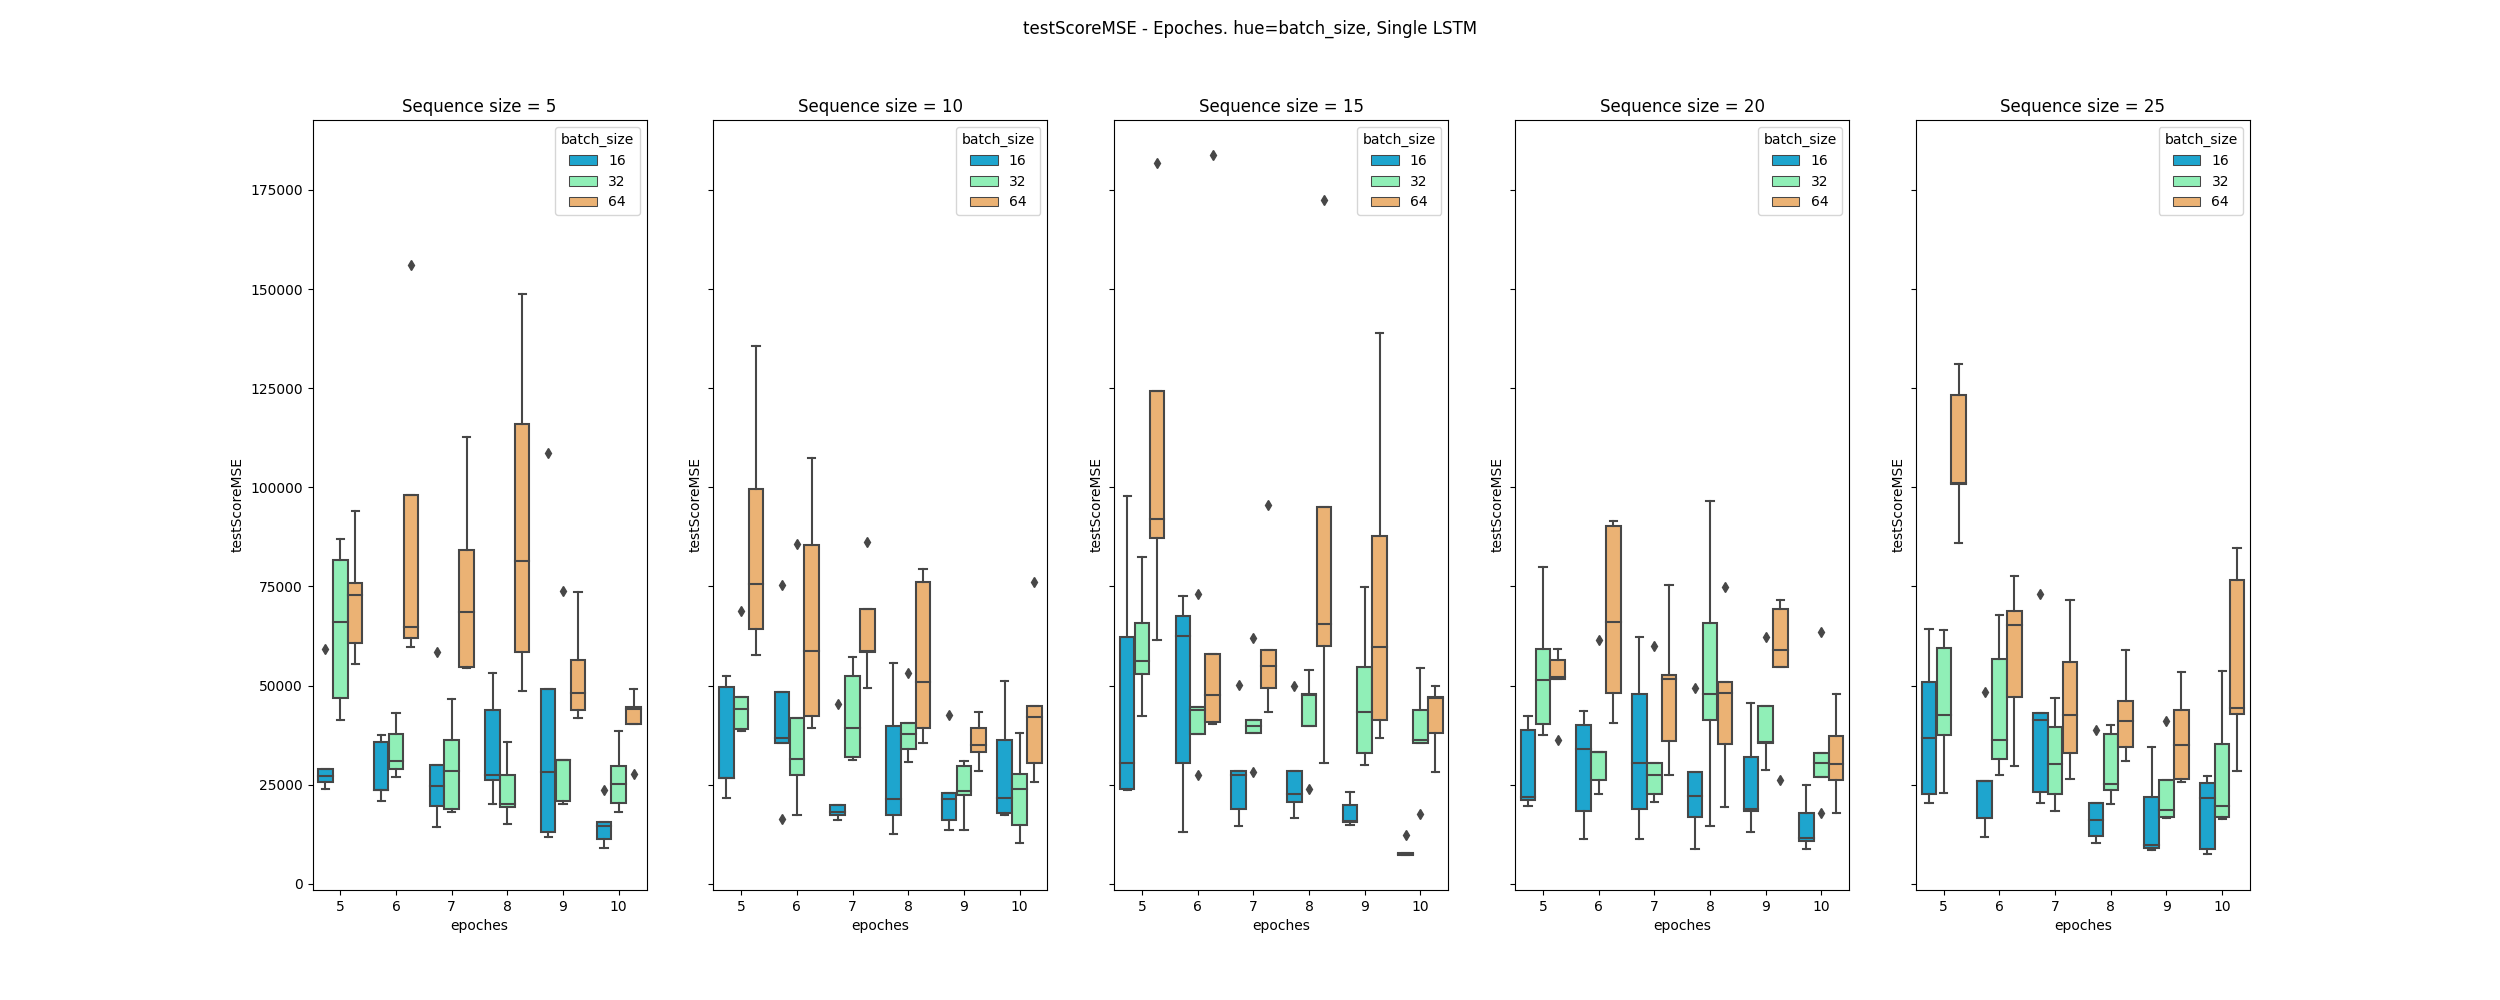 testScoreMSE - Epoches. hue=batch_size, Single LSTM
Sequence size = 5
batch_size
16
32
64
testScoreMSE
175000
150000
125000
100000
75000
50000
25000
0
5 6 7 8 9 10
epoches
Sequence size = 10
batch_size
16
32
64
testScoreMSE
5 6 7 8 9 10
epoches
Sequence size = 15
batch_size
16
32
64
testScoreMSE
5 6 7 8 9 10
epoches
Sequence size = 20
batch_size
16
32
64
testScoreMSE
5 6 7 8 9 10
epoches
Sequence size = 25
batch_size
16
32
64
testScoreMSE
5 6 7 8 9 10
epoches